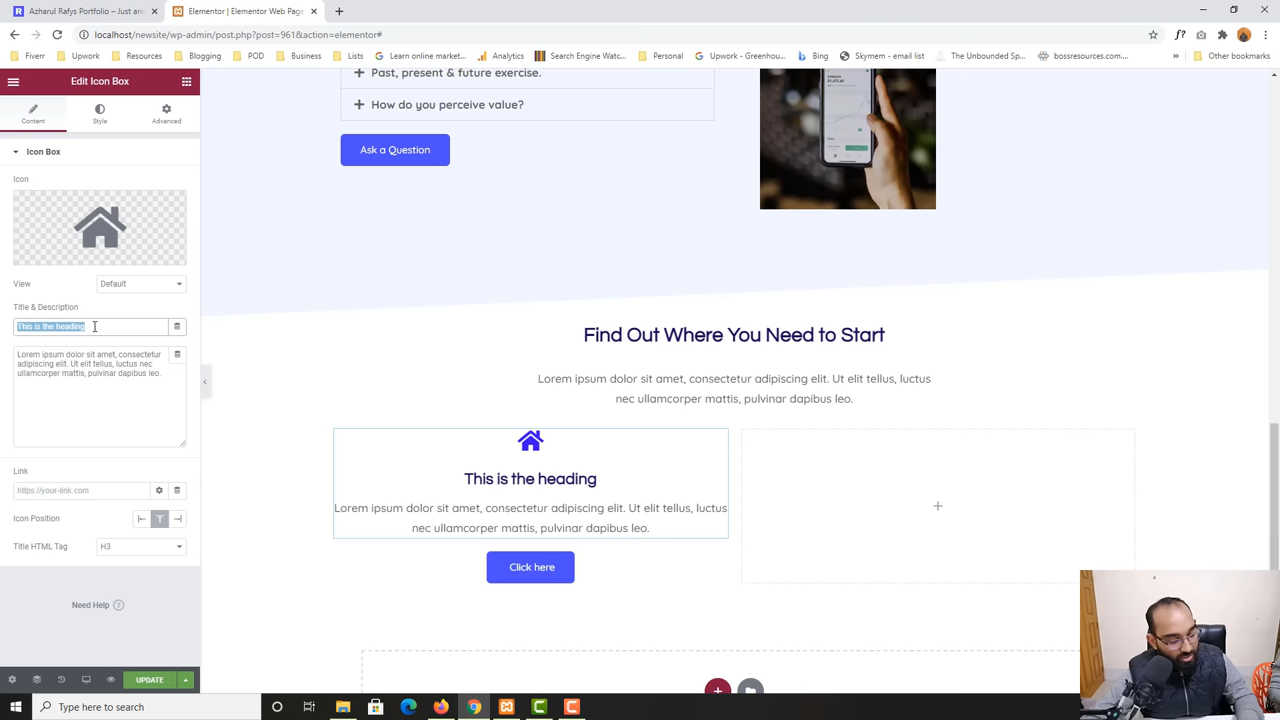 Azharul Rafys Portfolio – Just and
Elementor | Elementor Web Page
localhost/newsite/wp-admin/post.php?post=961&action=elementor#
Fiverr
Upwork
Resources
Blogging
POD
Business
Lists
Learn online market...
Analytics
Search Engine Watc...
Personal
Upwork - Greenhou...
Bing
Skymem - email list
The Unbounded Sp...
bossresources.com...
»
Other bookmarks
Edit Icon Box
Content
Style
Advanced
Icon Box
Icon
View
Default
Title & Description
This is the heading
Lorem ipsum dolor sit amet, consectetur
adipiscing elit. Ut elit tellus, luctus nec
ullamcorper mattis, pulvinar dapibus leo.
Link
https://your-link.com
Icon Position
Title HTML Tag
H3
Need Help ?
UPDATE
Past, present & future exercise.
How do you perceive value?
Ask a Question
Find Out Where You Need to Start
Lorem ipsum dolor sit amet, consectetur adipiscing elit. Ut elit tellus, luctus
nec ullamcorper mattis, pulvinar dapibus leo.
This is the heading
Lorem ipsum dolor sit amet, consectetur adipiscing elit. Ut elit tellus, luctus
nec ullamcorper mattis, pulvinar dapibus leo.
Click here
Type here to search